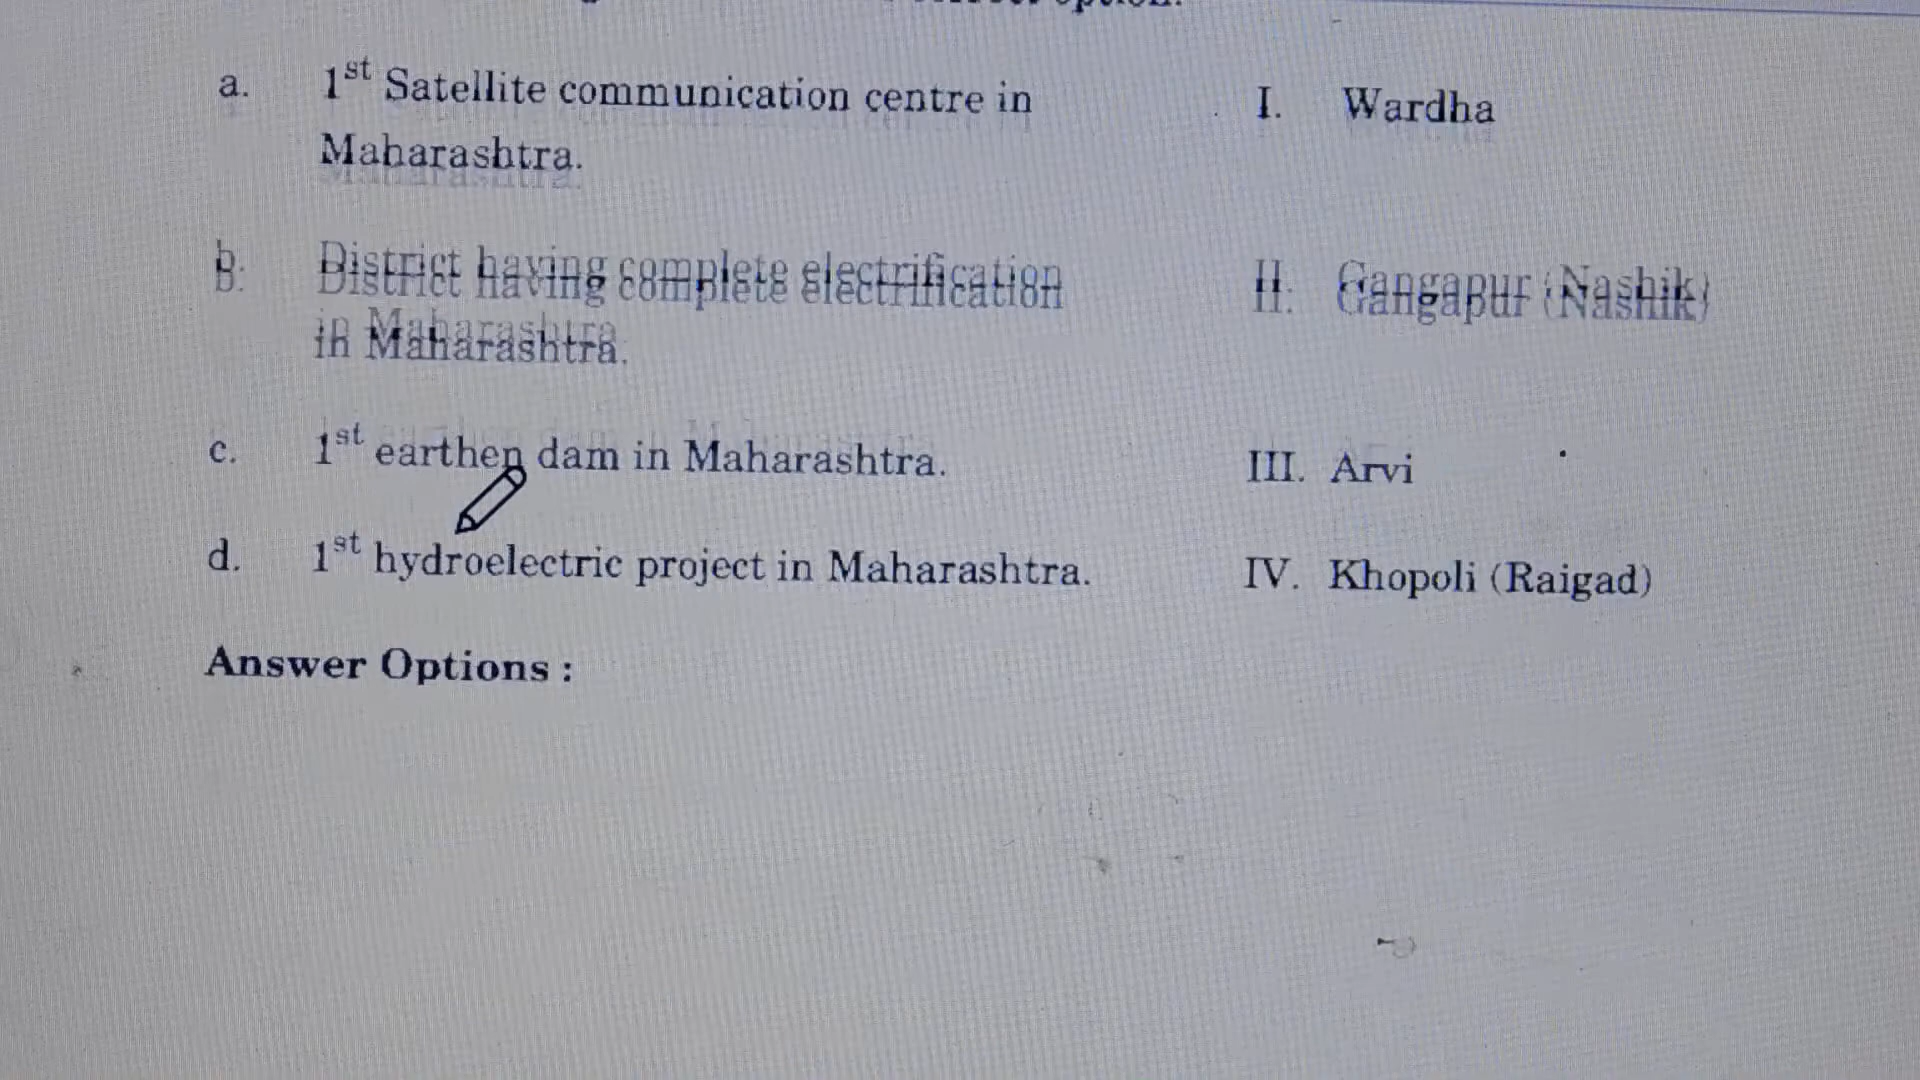 option.
a. 1st Satellite communication centre in I. Wardha
Maharashtra.
b. District having complete electrification II. Gangapur (Nashik)
in Maharashtra.
c. 1st earthen dam in Maharashtra. III. Arvi
d. 1st hydroelectric project in Maharashtra. IV. Khopoli (Raigad)
Answer Options :